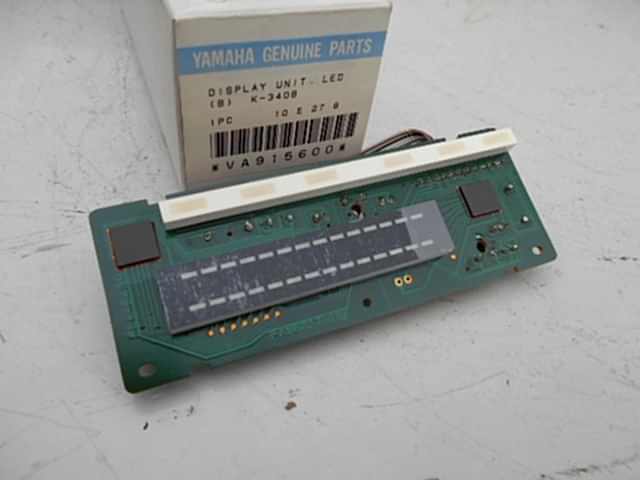 YAMAHA GENUINE PARTS
DISPLAY UNIT, LED
(B) K-3408
1PC 10 E 27 8
*VA915600*